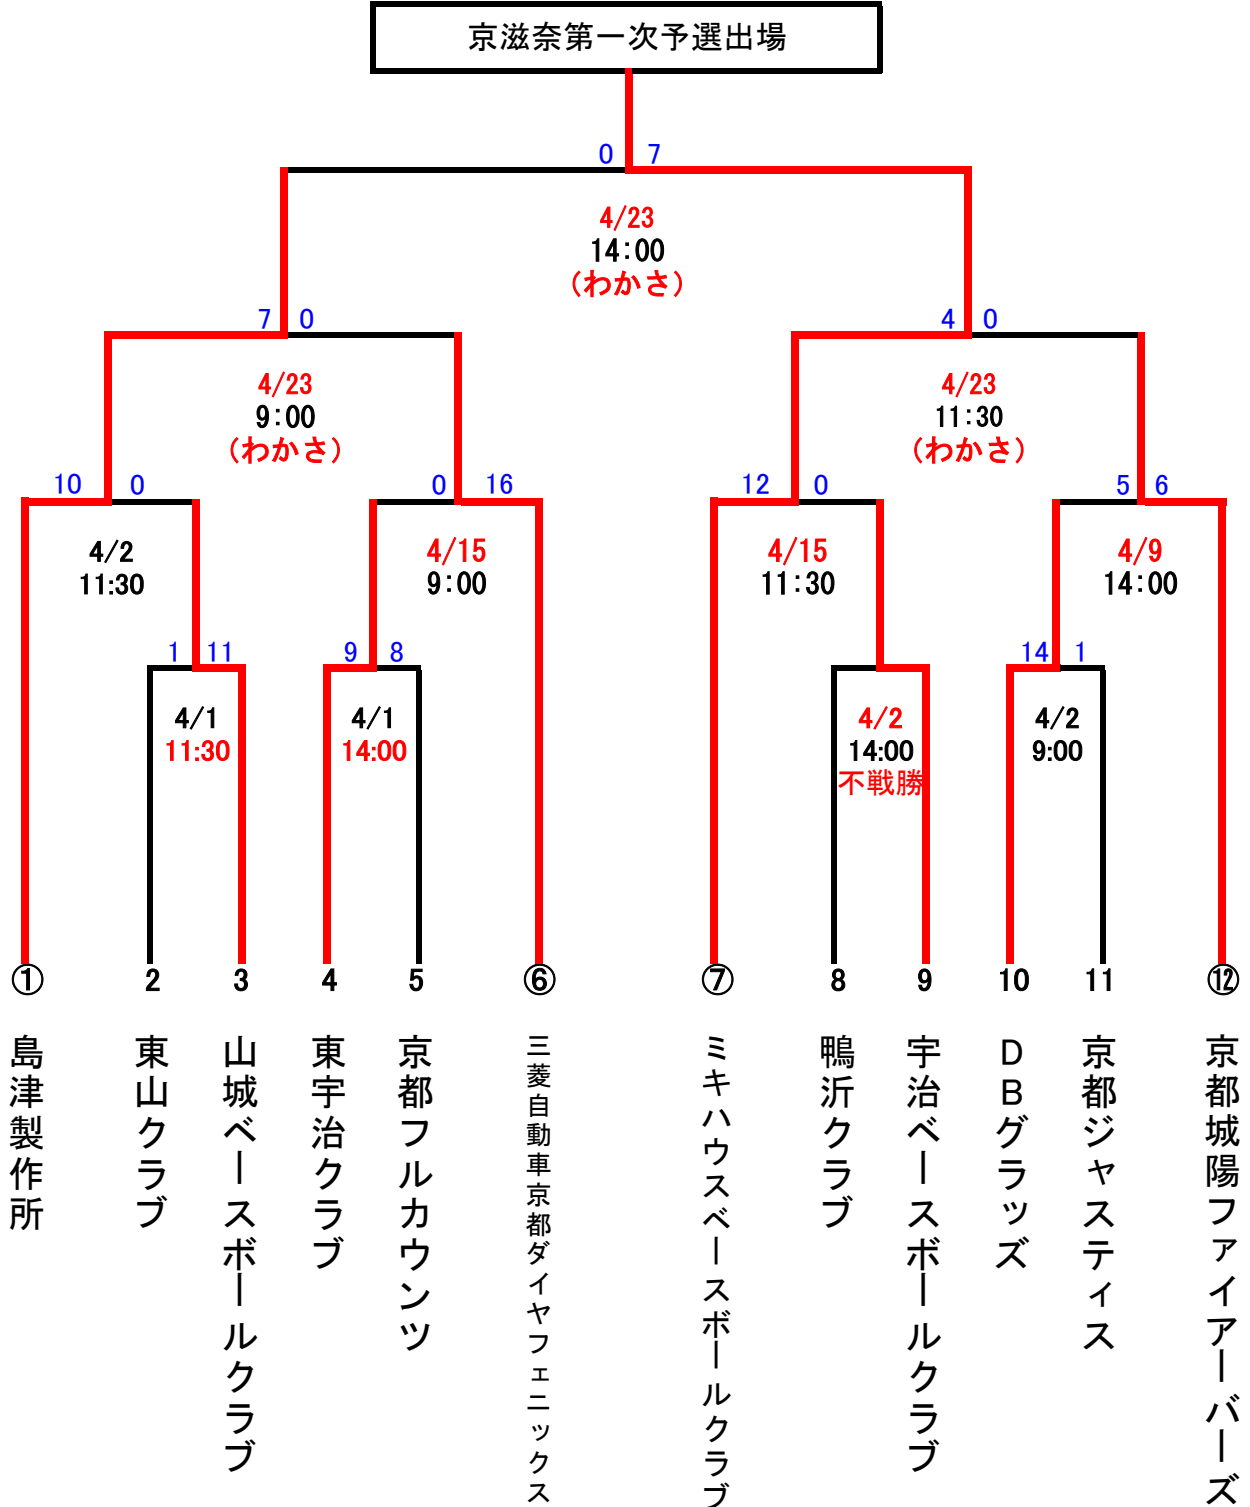 京滋奈第一次予選出場
0 7
4/23
14:00
(わかさ)
7 0
4 0
4/23
9:00
(わかさ)
4/23
11:30
(わかさ)
10 0
0 16
12 0
5 6
4/2
11:30
4/15
9:00
4/15
11:30
4/9
14:00
1 11
9 8
14 1
4/1
11:30
4/1
14:00
4/2
14:00
不戦勝
4/2
9:00
① 2 3 4 5 ⑥ ⑦ 8 9 10 11 ⑫
島津製作所
東山クラブ
山城ベースボールクラブ
東宇治クラブ
京都フルカウンツ
三菱自動車京都ダイヤフェニックス
ミキハウスベースボールクラブ
鴨沂クラブ
宇治ベースボールクラブ
DBグラッズ
京都ジャスティス
京都城陽ファイアーバーズ